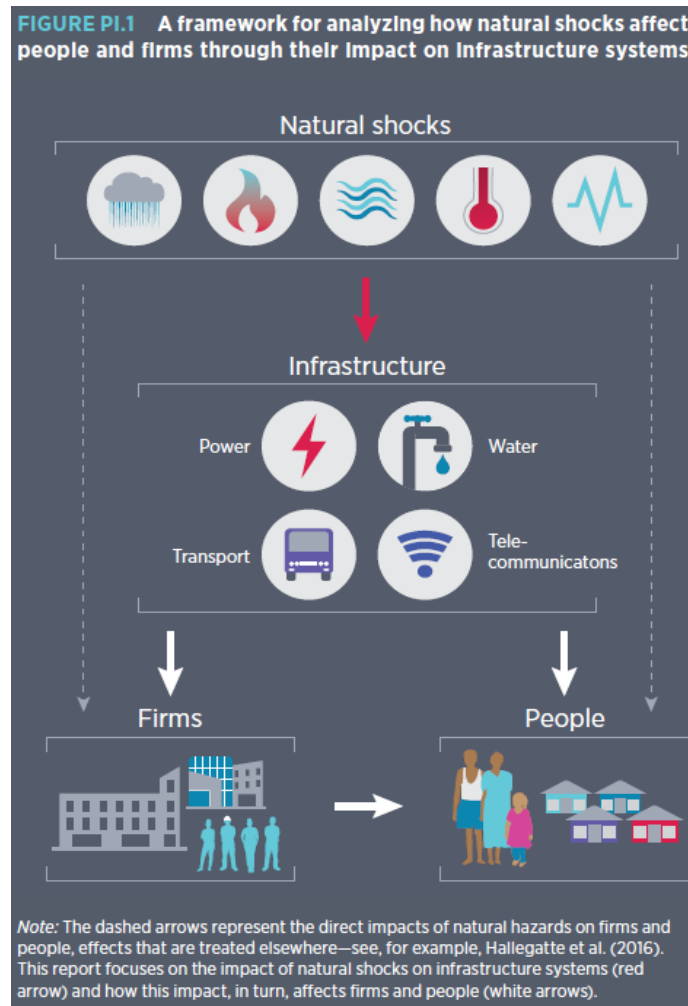 FIGURE PI.1 A framework for analyzing how natural shocks affect
people and firms through their impact on infrastructure systems
Natural shocks
Infrastructure
Power
Water
Transport
Tele-
communicatons
Firms
People
Note: The dashed arrows represent the direct impacts of natural hazards on firms and
people, effects that are treated elsewhere—see, for example, Hallegatte et al. (2016).
This report focuses on the impact of natural shocks on infrastructure systems (red
arrow) and how this impact, in turn, affects firms and people (white arrows).